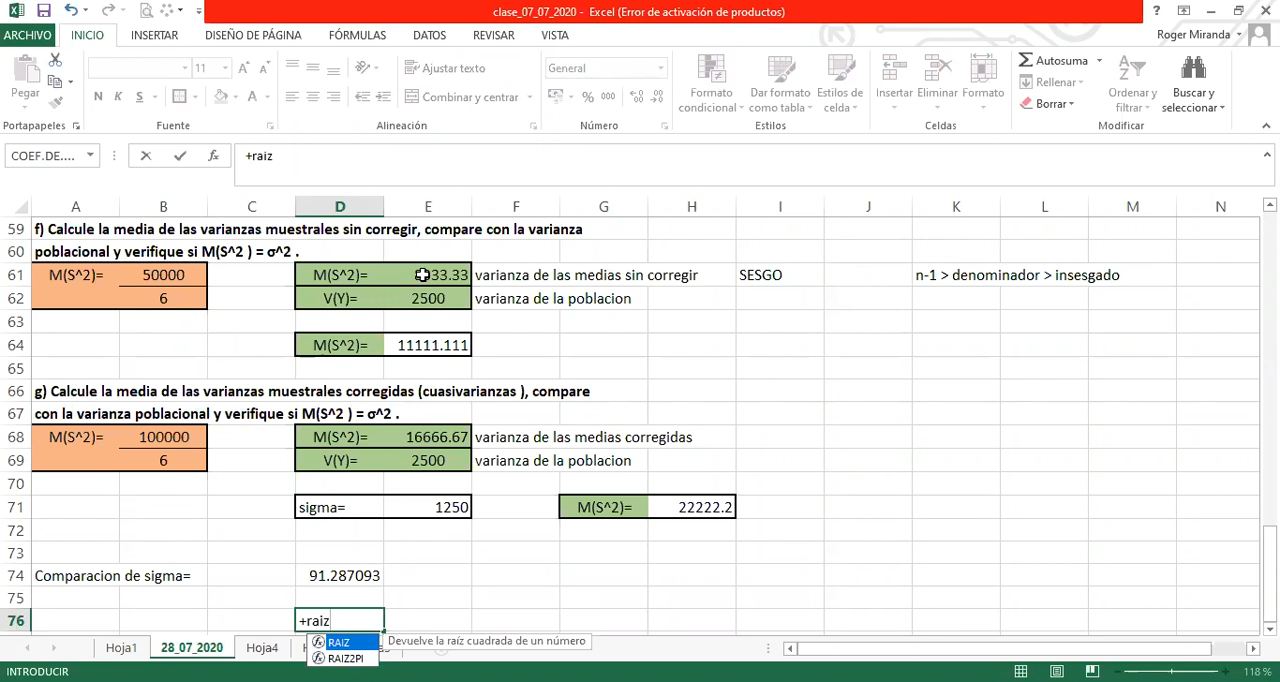 clase_07_07_2020 - Excel (Error de activación de productos)
ARCHIVO INICIO INSERTAR DISEÑO DE PÁGINA FÓRMULAS DATOS REVISAR VISTA Roger Miranda
Pegar
Portapapeles
11
N K S
Fuente
Ajustar texto
Combinar y centrar
Alineación
General
% 000
Número
Formato condicional
Dar formato como tabla
Estilos de celda
Estilos
Insertar Eliminar Formato
Celdas
Autosuma
Rellenar
Borrar
Ordenar y filtrar
Buscar y seleccionar
Modificar
COEF.DE.... +raiz
A B C D E F G H I J K L M N
59 f) Calcule la media de las varianzas muestrales sin corregir, compare con la varianza
60 poblacional y verifique si M(S^2 ) = σ^2 .
61 M(S^2)= 50000 M(S^2)= 33.33 varianza de las medias sin corregir SESGO n-1 > denominador > insesgado
62 6 V(Y)= 2500 varianza de la poblacion
63
64 M(S^2)= 11111.111
65
66 g) Calcule la media de las varianzas muestrales corregidas (cuasivarianzas ), compare
67 con la varianza poblacional y verifique si M(S^2 ) = σ^2 .
68 M(S^2)= 100000 M(S^2)= 16666.67 varianza de las medias corregidas
69 6 V(Y)= 2500 varianza de la poblacion
70
71 sigma= 1250 M(S^2)= 22222.2
72
73
74 Comparacion de sigma= 91.287093
75
76 +raiz
RAIZ Devuelve la raíz cuadrada de un número
RAIZ2PI
Hoja1 28_07_2020 Hoja4
INTRODUCIR 118 %